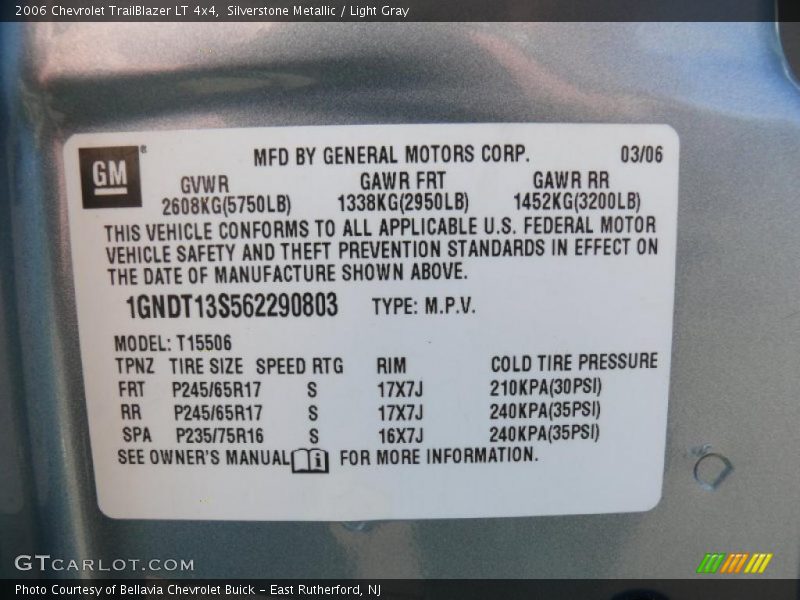 2006 Chevrolet TrailBlazer LT 4x4, Silverstone Metallic / Light Gray
GM® MFD BY GENERAL MOTORS CORP. 03/06
GVWR GAWR FRT GAWR RR
2608KG(5750LB) 1338KG(2950LB) 1452KG(3200LB)
THIS VEHICLE CONFORMS TO ALL APPLICABLE U.S. FEDERAL MOTOR
VEHICLE SAFETY AND THEFT PREVENTION STANDARDS IN EFFECT ON
THE DATE OF MANUFACTURE SHOWN ABOVE.
1GNDT13S562290803 TYPE: M.P.V.
MODEL: T15506
TPNZ TIRE SIZE SPEED RTG RIM COLD TIRE PRESSURE
FRT P245/65R17 S 17X7J 210KPA(30PSI)
RR P245/65R17 S 17X7J 240KPA(35PSI)
SPA P235/75R16 S 16X7J 240KPA(35PSI)
SEE OWNER'S MANUAL i FOR MORE INFORMATION.
GTCARLOT.COM
Photo Courtesy of Bellavia Chevrolet Buick - East Rutherford, NJ